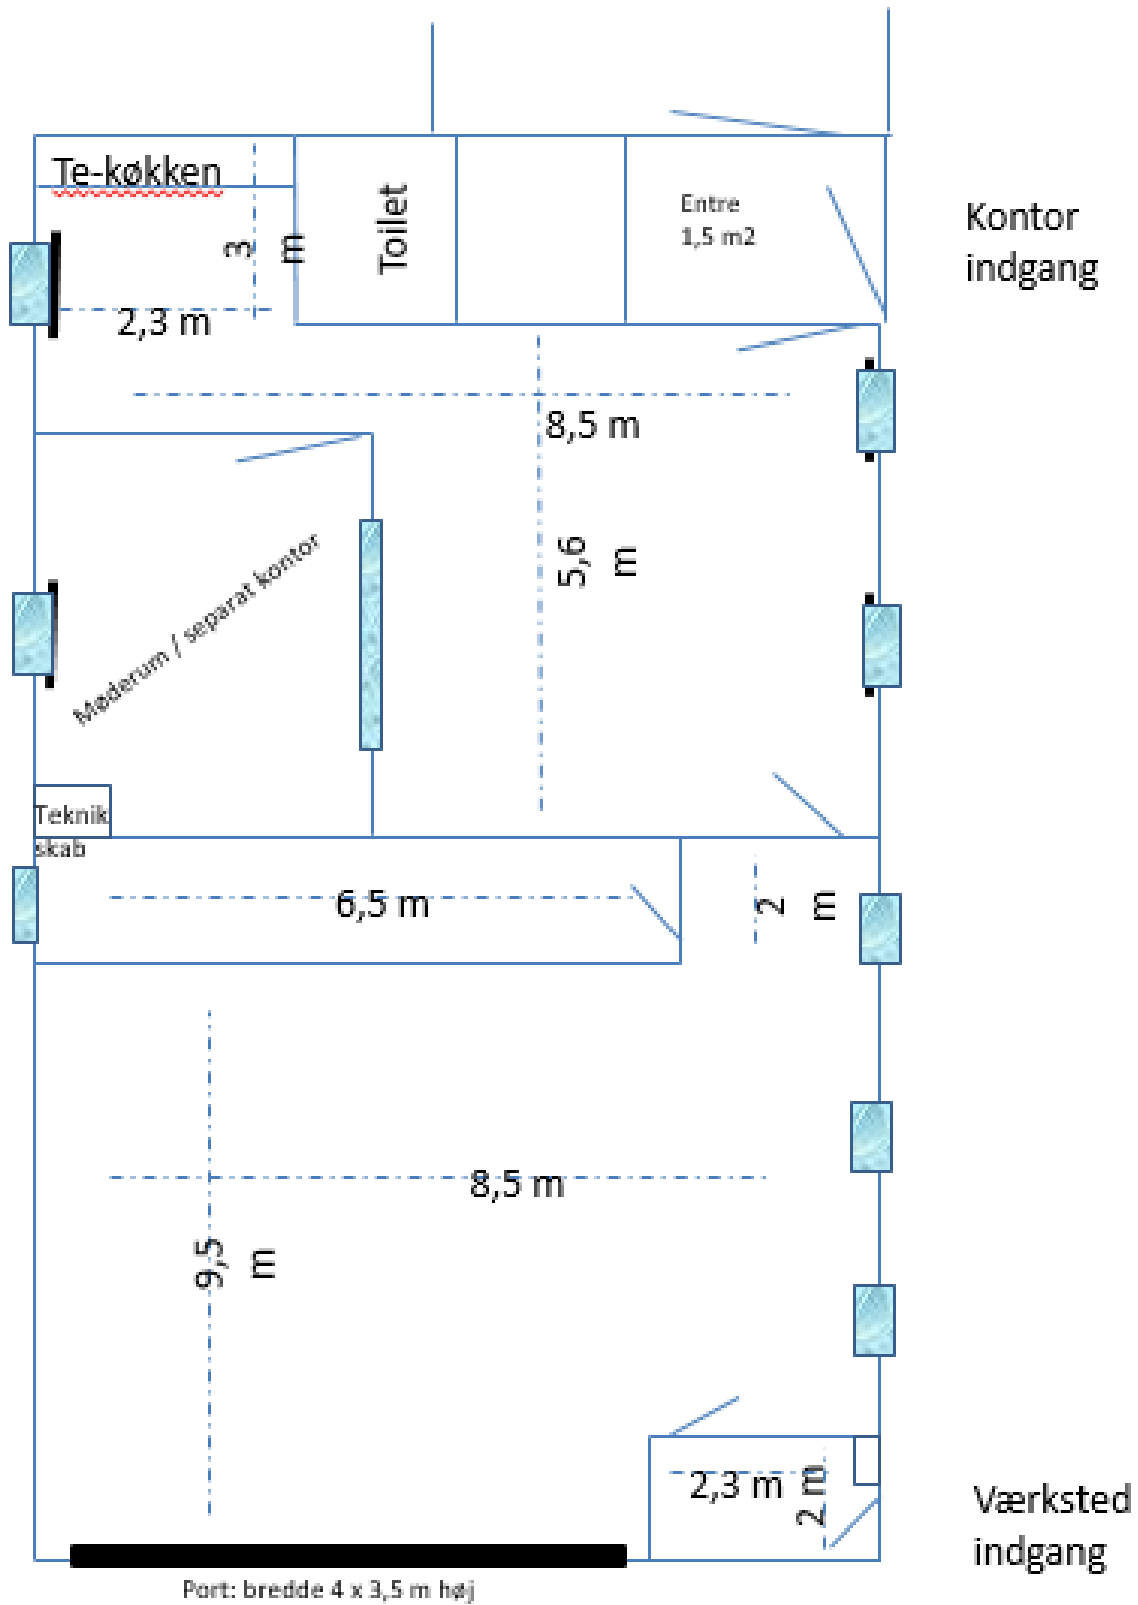 Te-køkken
Toilet
Entre
1,5 m2
Kontor
indgang
3
m
2,3 m
8,5 m
5,6
m
Møderum / separat kontor
Teknik
skab
6,5 m
2
m
8,5 m
9,5
m
2,3 m
2 m
Værksted
indgang
Port: bredde 4 x 3,5 m høj